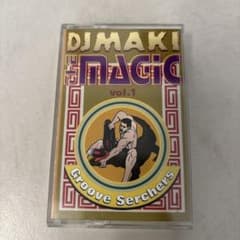 DJ MAKI
the MAGIC
vol.1
Groove Serchers